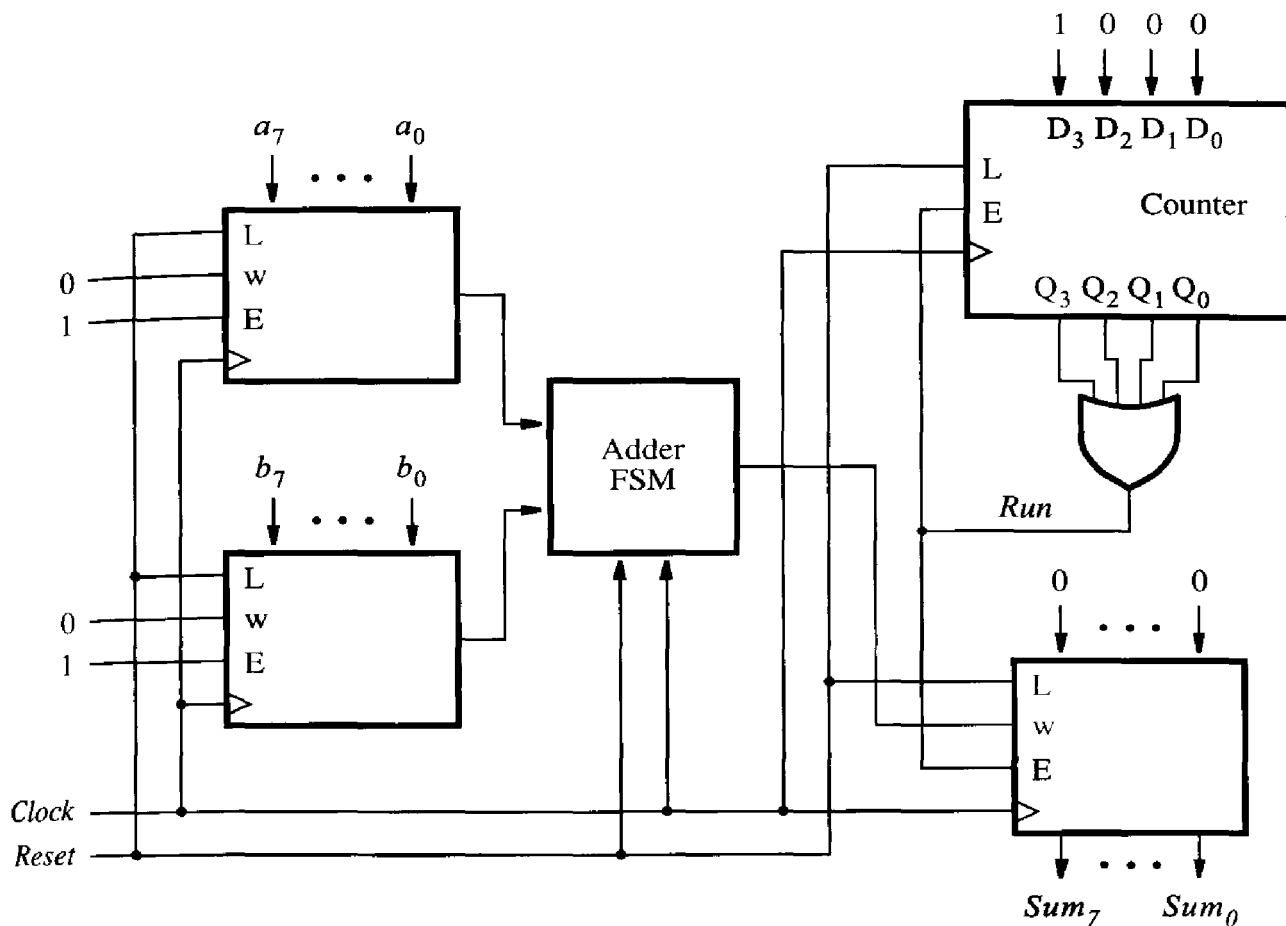 1 0 0 0
D₃ D₂ D₁ D₀
L
E
Counter
Q₃ Q₂ Q₁ Q₀
a₇ • • • a₀
L
0 w
1 E
Adder
FSM
b₇ • • • b₀
L
0 w
1 E
Run
0 • • • 0
L
w
E
Clock
Reset
Sum₇ • • • Sum₀